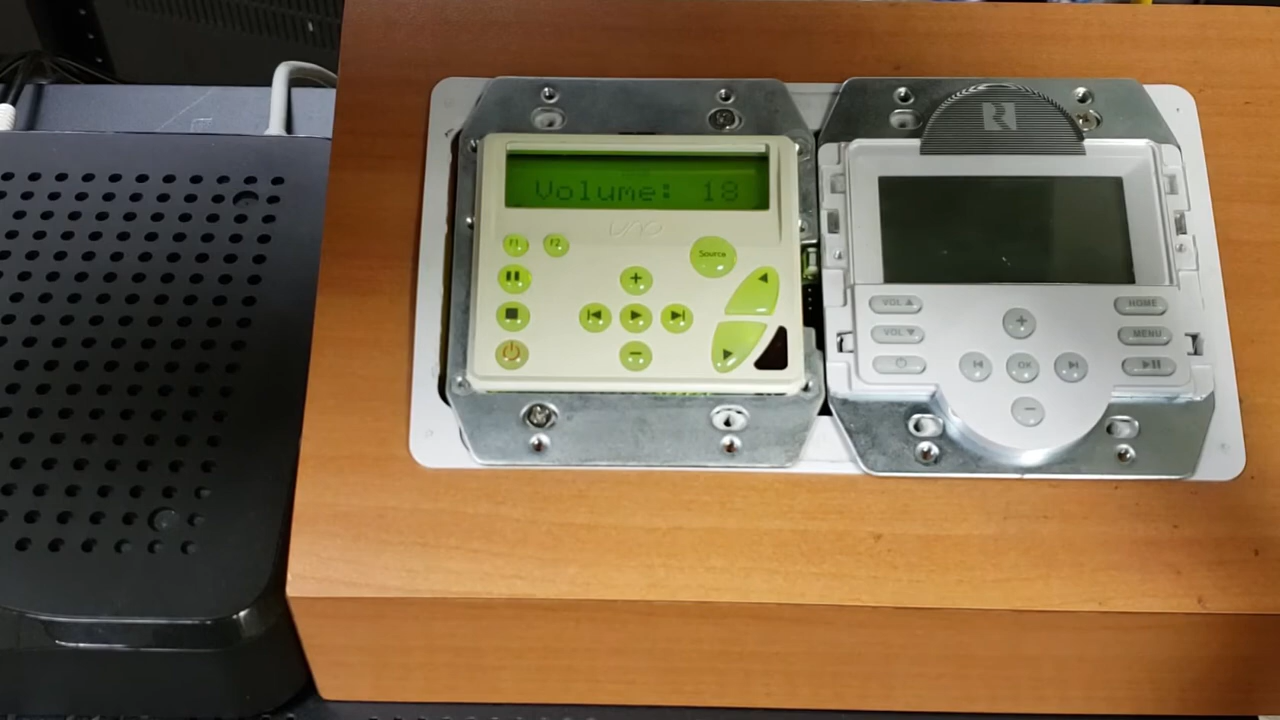 Volume: 18
F1 F2
Source
VOL ▲
HOME
VOL ▼
MENU
OK